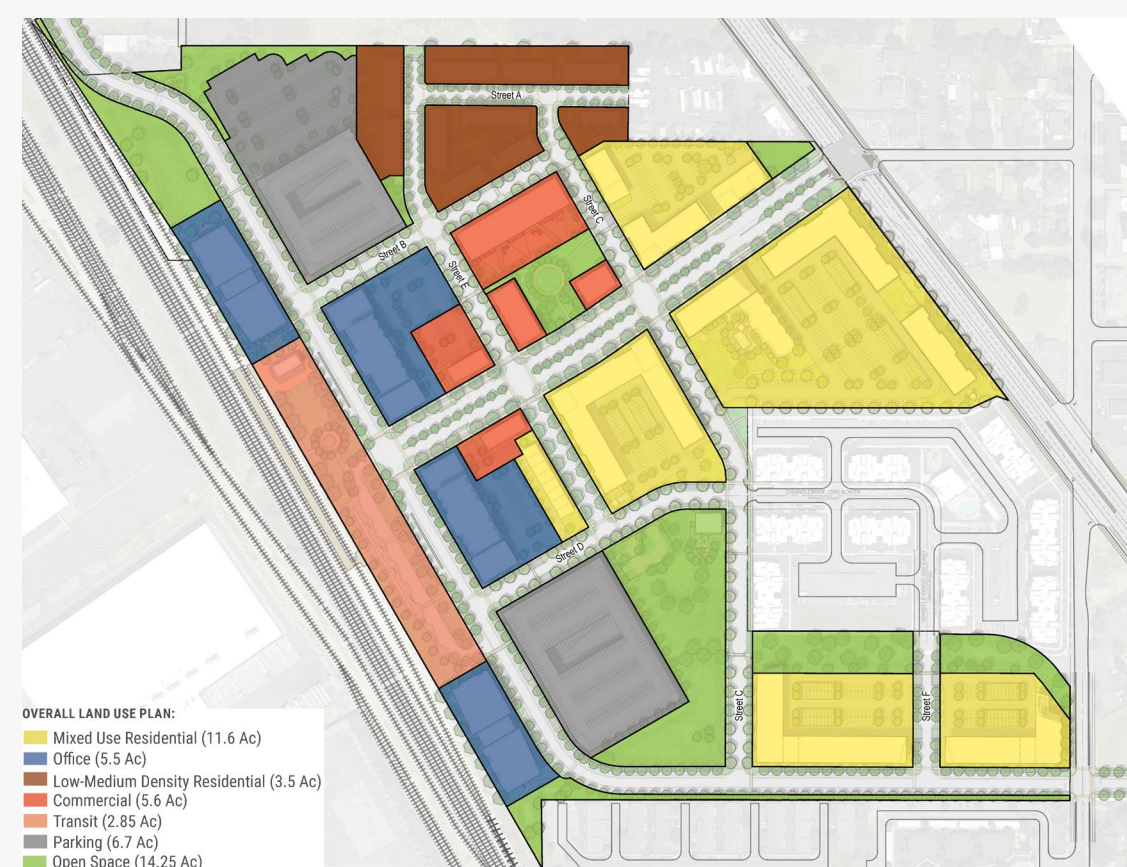 Street A
Street C
Street B
Street E
GRAND DRIVE
Street D
Street C
Street F
OVERALL LAND USE PLAN:
Mixed Use Residential (11.6 Ac)
Office (5.5 Ac)
Low-Medium Density Residential (3.5 Ac)
Commercial (5.6 Ac)
Transit (2.85 Ac)
Parking (6.7 Ac)
Open Space (14.25 Ac)